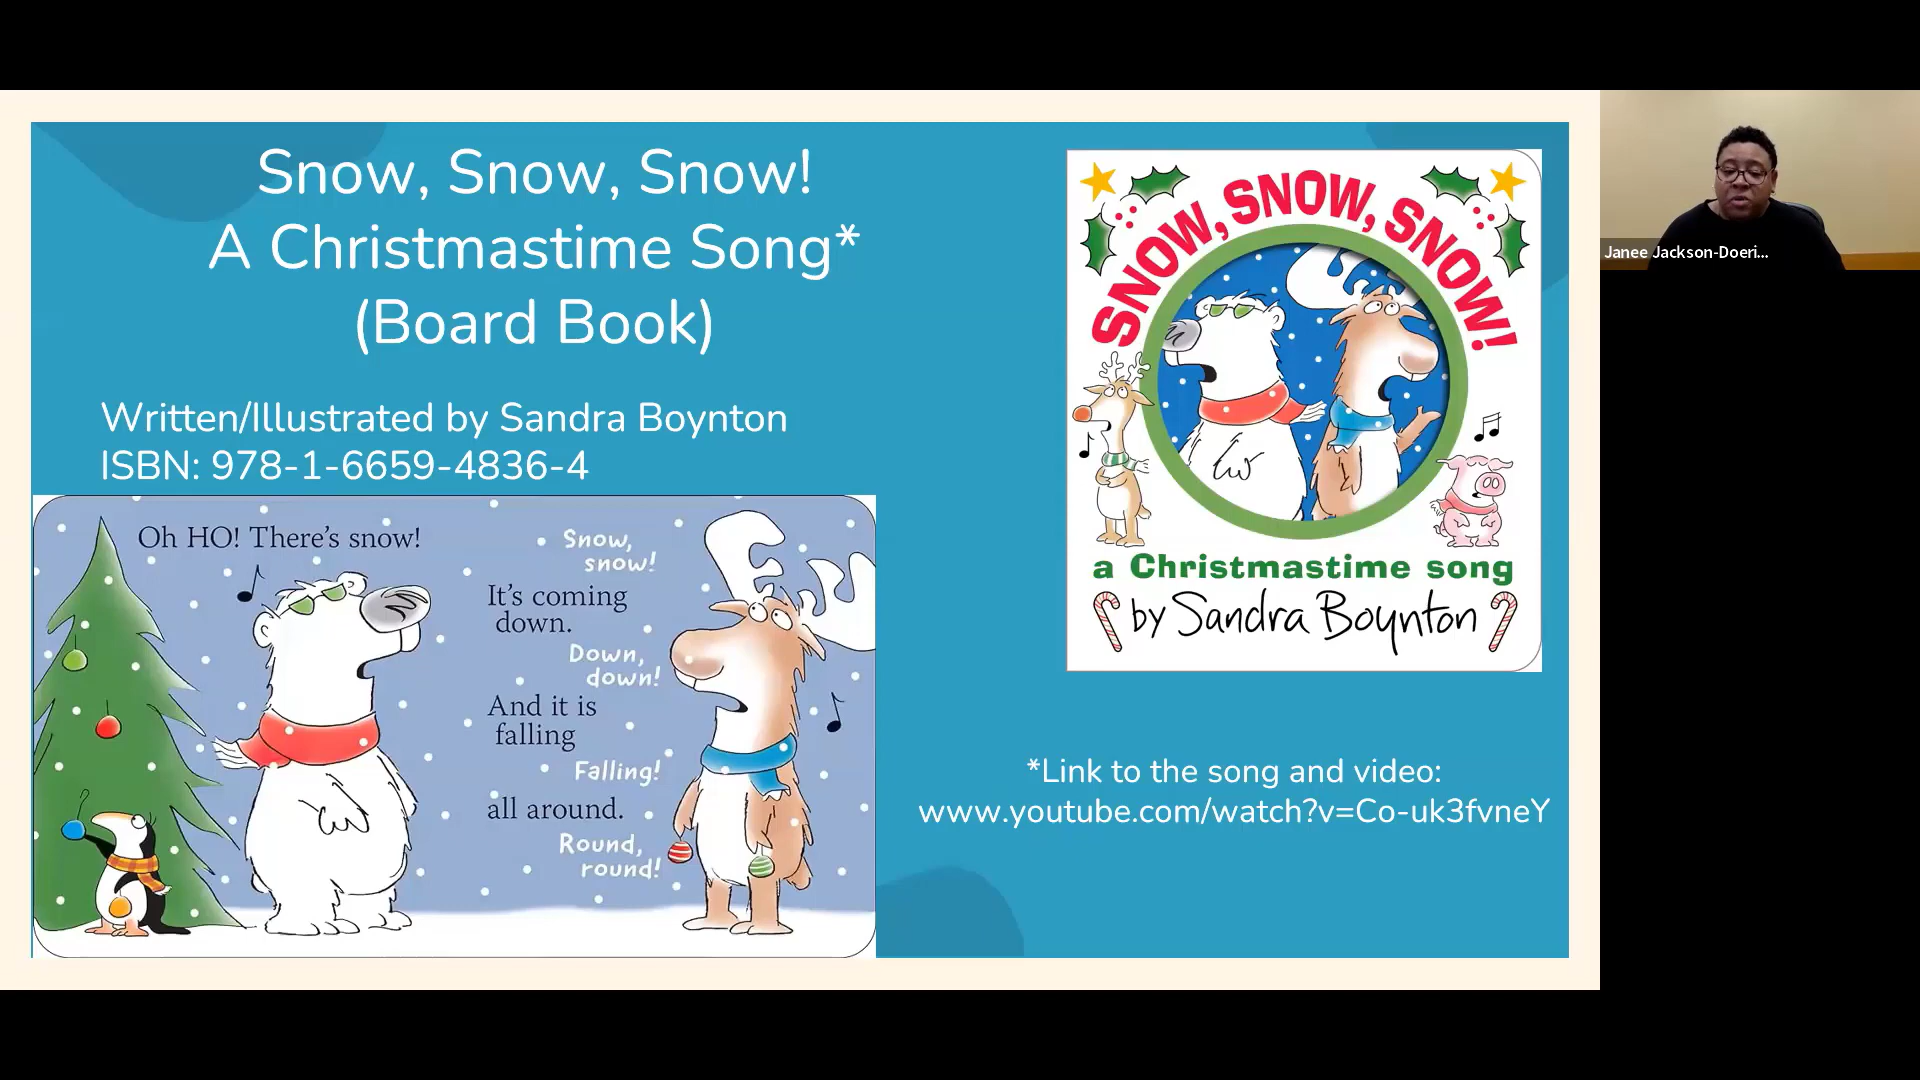 Snow, Snow, Snow!
A Christmastime Song*
(Board Book)
Written/Illustrated by Sandra Boynton
ISBN: 978-1-6659-4836-4
Oh HO! There's snow!
Snow,
snow!
It's coming
down.
Down,
down!
And it is
falling
Falling!
all around.
Round,
round!
SNOW, SNOW, SNOW!
a Christmastime song
by Sandra Boynton
*Link to the song and video:
www.youtube.com/watch?v=Co-uk3fvneY
Janee Jackson-Doeri...